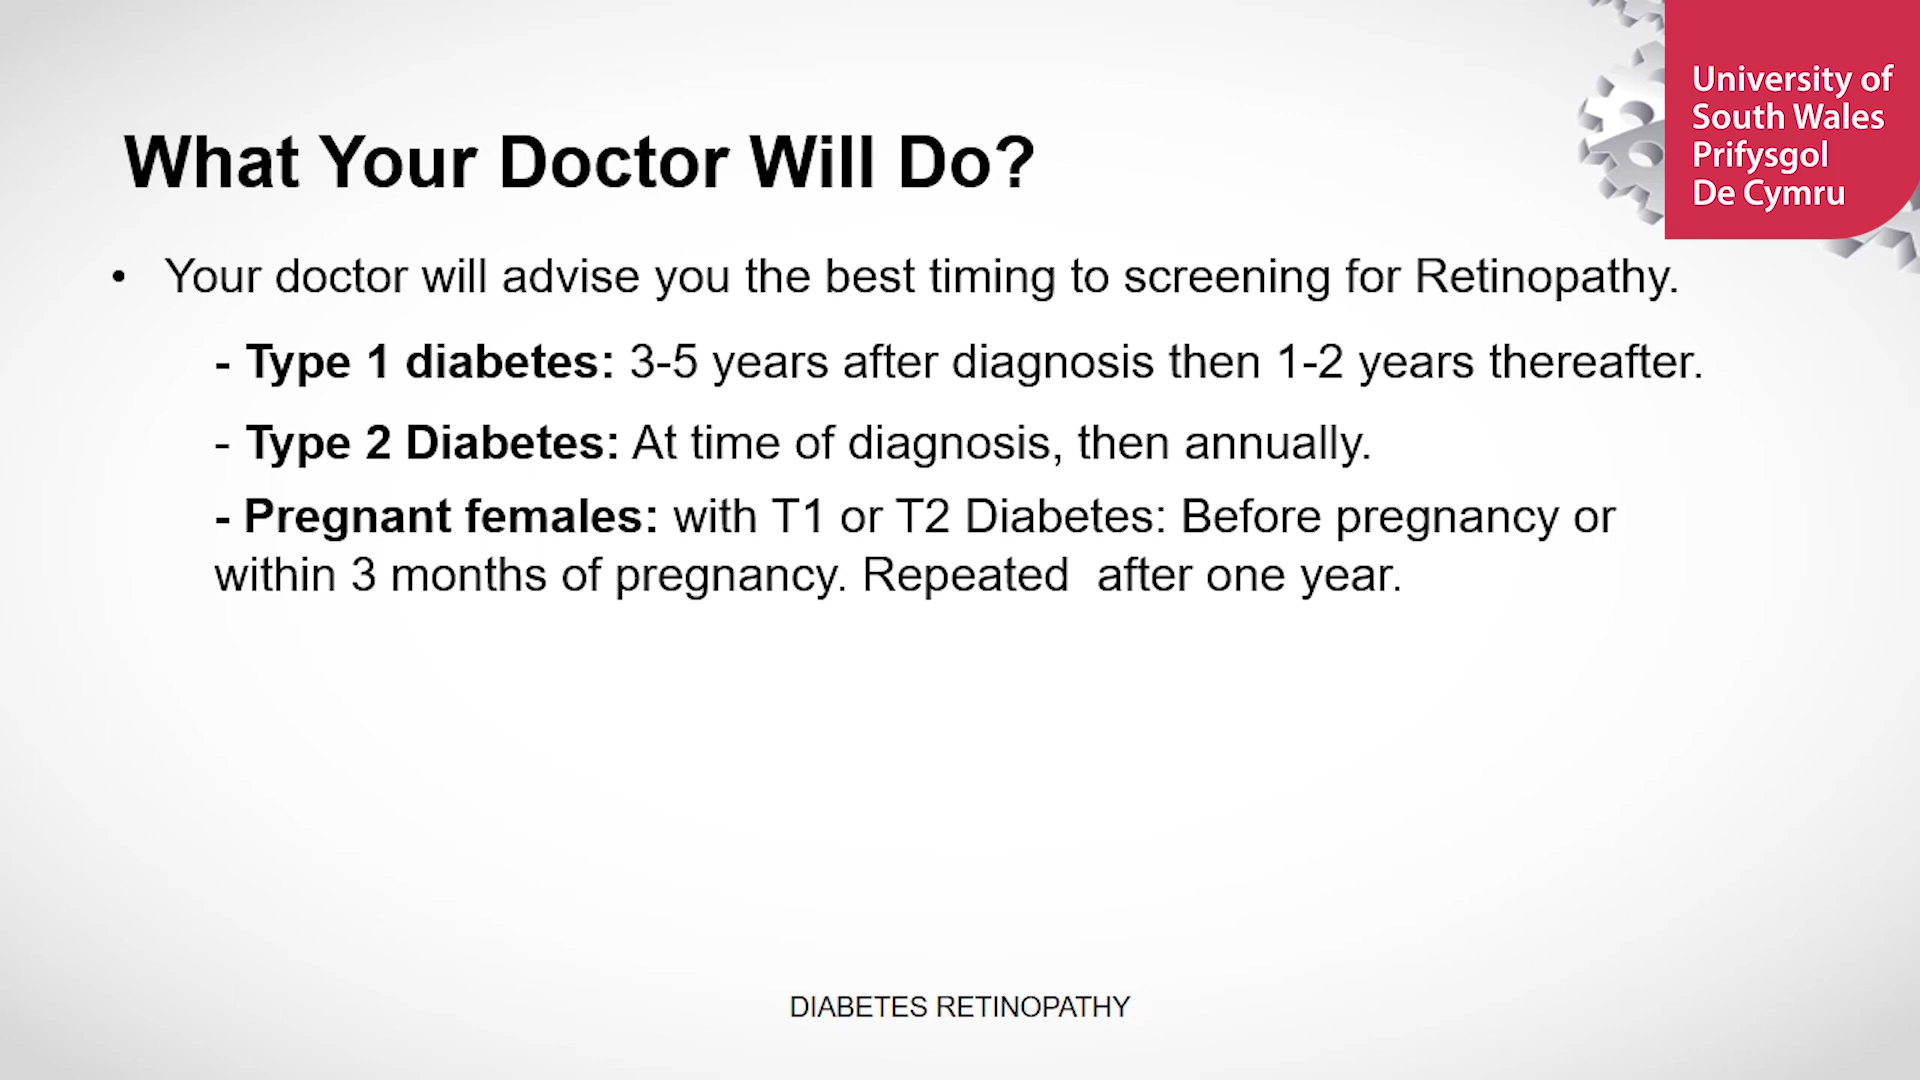 University of
South Wales
Prifysgol
De Cymru
What Your Doctor Will Do?
• Your doctor will advise you the best timing to screening for Retinopathy.
- Type 1 diabetes: 3-5 years after diagnosis then 1-2 years thereafter.
- Type 2 Diabetes: At time of diagnosis, then annually.
- Pregnant females: with T1 or T2 Diabetes: Before pregnancy or
within 3 months of pregnancy. Repeated  after one year.
DIABETES RETINOPATHY